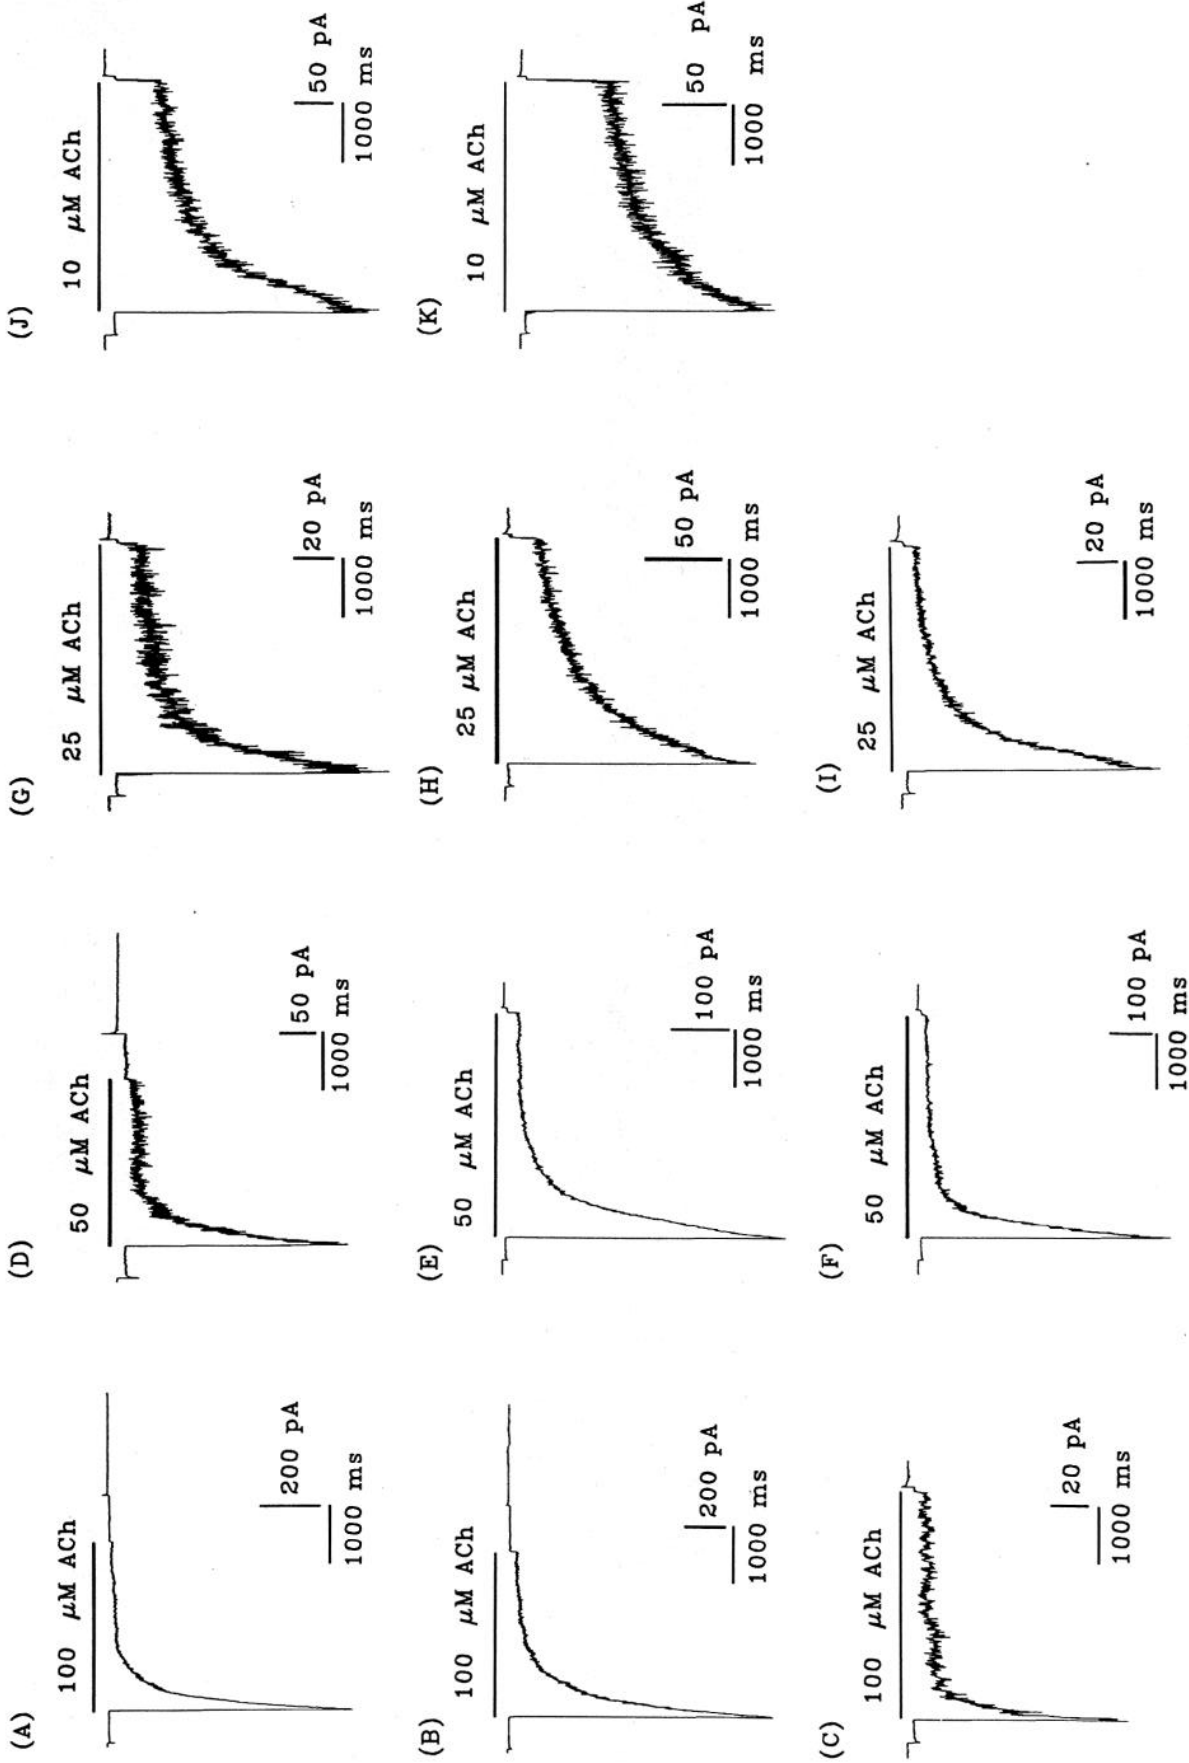 (A)
100 μM ACh
200 pA
1000 ms
(B)
100 μM ACh
200 pA
1000 ms
(C)
100 μM ACh
20 pA
1000 ms
(D)
50 μM ACh
50 pA
1000 ms
(E)
50 μM ACh
100 pA
1000 ms
(F)
50 μM ACh
100 pA
1000 ms
(G)
25 μM ACh
20 pA
1000 ms
(H)
25 μM ACh
50 pA
1000 ms
(I)
25 μM ACh
20 pA
1000 ms
(J)
10 μM ACh
50 pA
1000 ms
(K)
10 μM ACh
50 pA
1000 ms